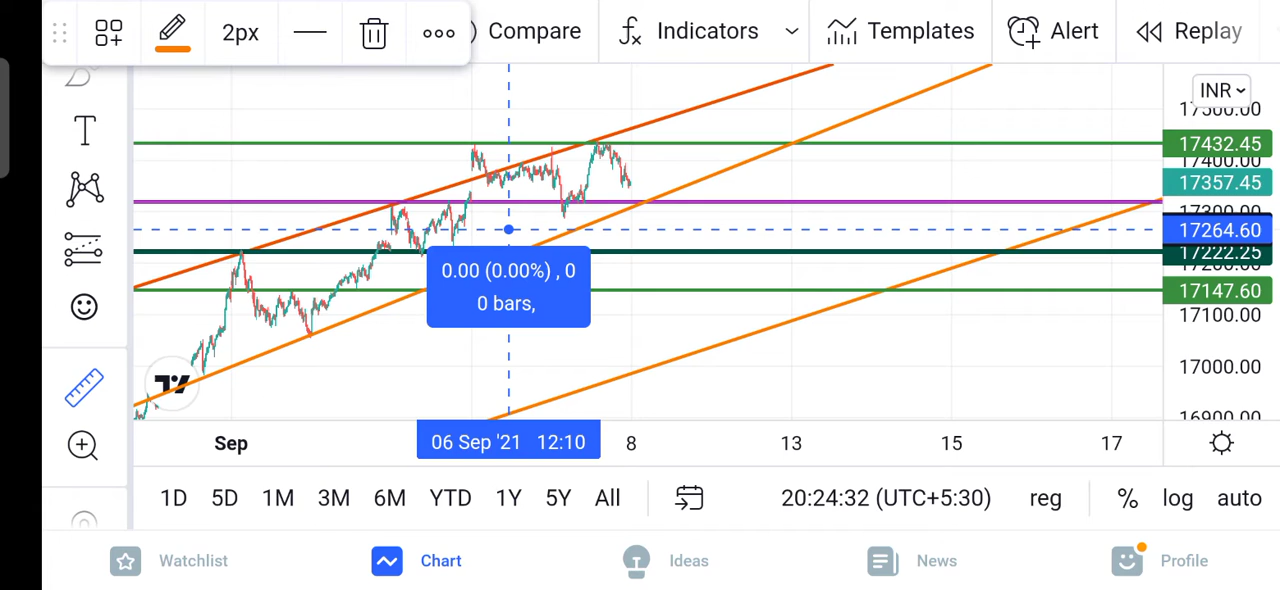 2px
Compare
Indicators
Templates
Alert
Replay
INR
17500.00
17432.45
17400.00
17357.45
17300.00
17264.60
17222.25
17200.00
17147.60
17100.00
17000.00
16900.00
0.00 (0.00%) , 0
0 bars,
Sep
06 Sep '21 12:10
8
13
15
17
1D 5D 1M 3M 6M YTD 1Y 5Y All
20:24:32 (UTC+5:30)
reg
% log auto
Watchlist
Chart
Ideas
News
Profile